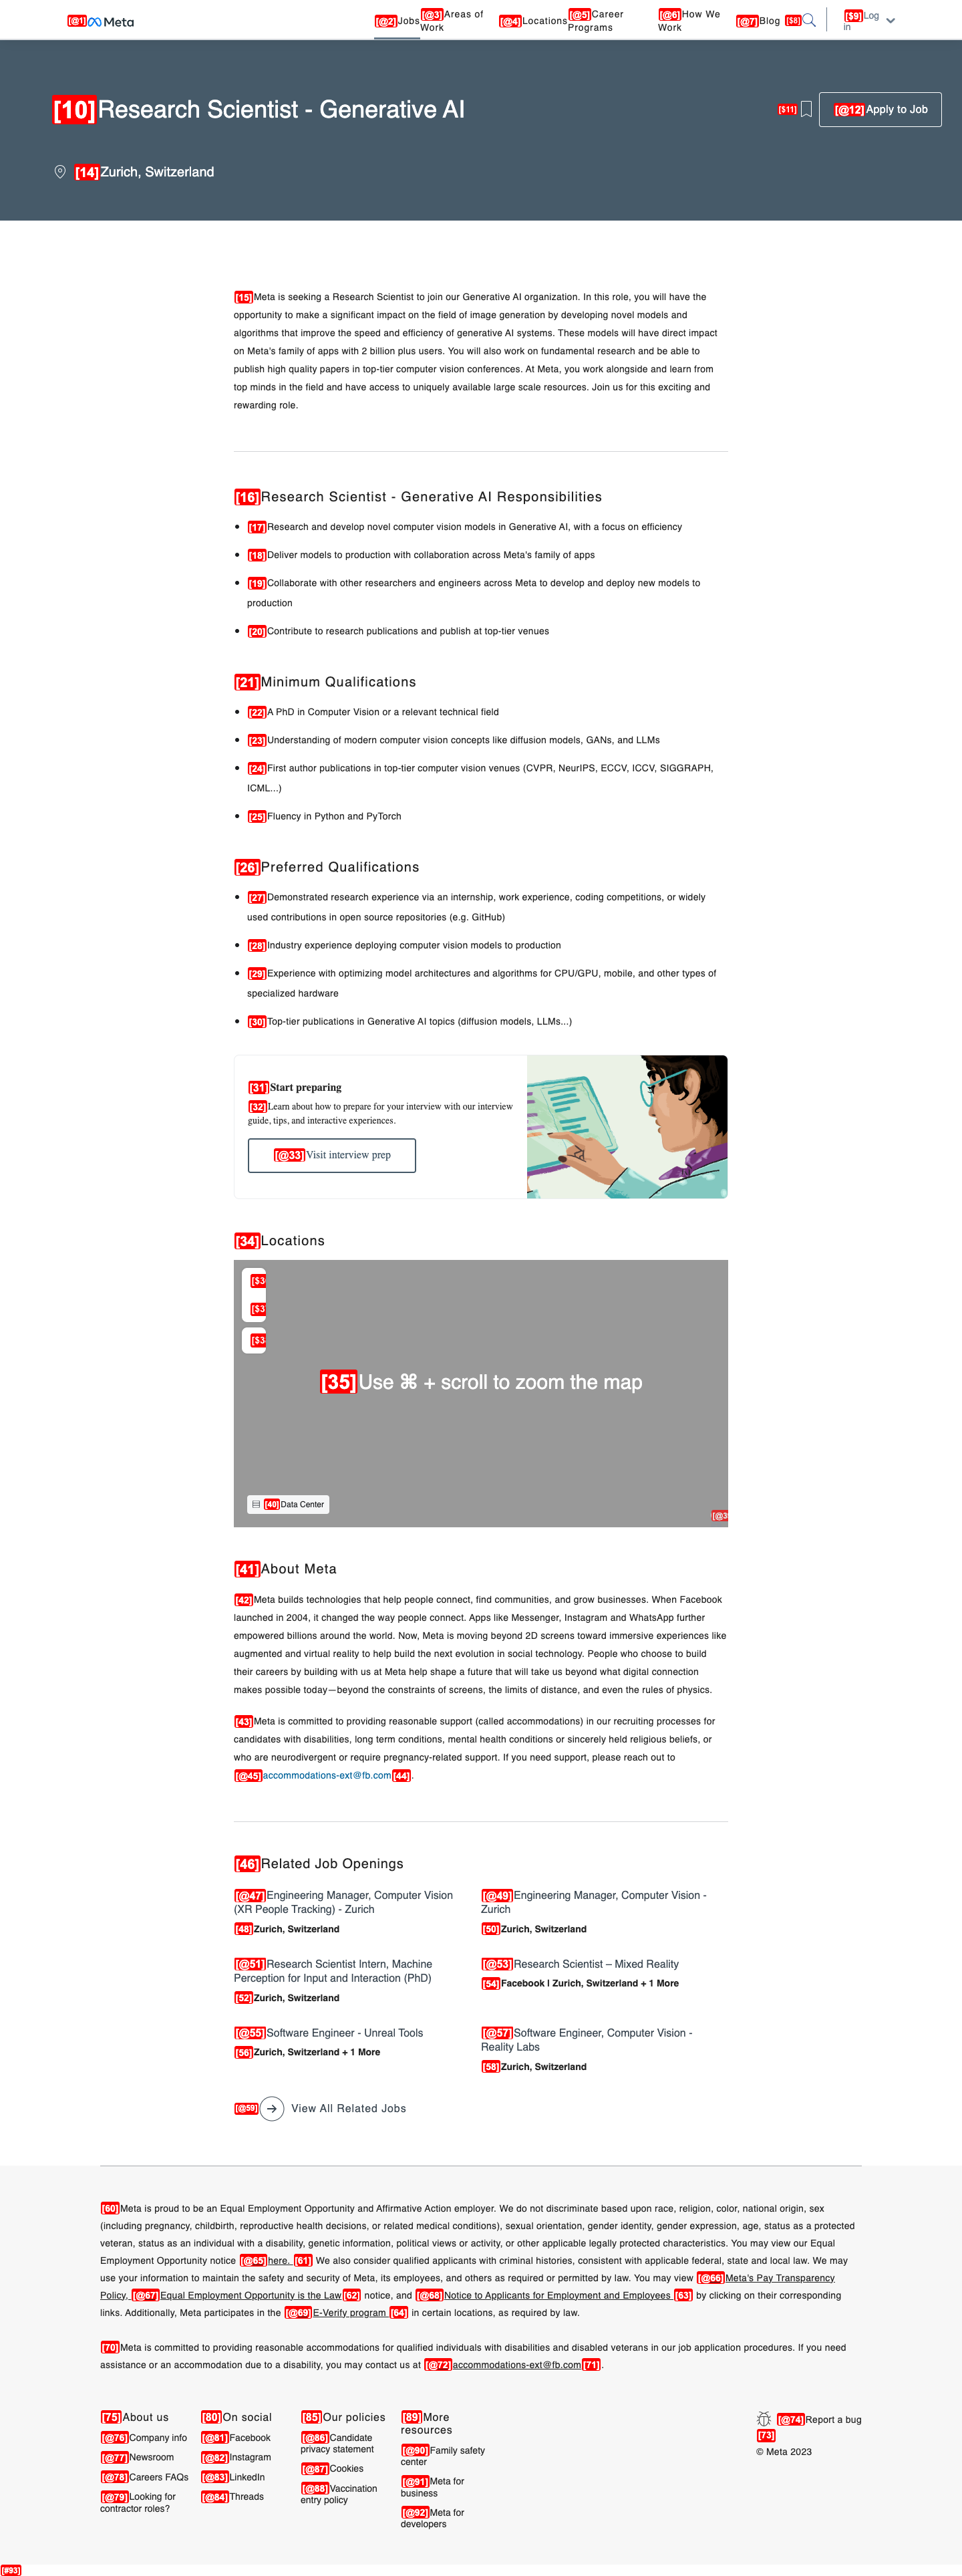 [@1] Meta [@2]Jobs [@3]Areas of Work [@4]Locations [@5]Career Programs [@6]How We Work [@7]Blog [$8] [$9]Log in
[10]Research Scientist - Generative AI
[$11] [@12]Apply to Job
[14]Zurich, Switzerland
[15]Meta is seeking a Research Scientist to join our Generative AI organization. In this role, you will have the
opportunity to make a significant impact on the field of image generation by developing novel models and
algorithms that improve the speed and efficiency of generative AI systems. These models will have direct impact
on Meta's family of apps with 2 billion plus users. You will also work on fundamental research and be able to
publish high quality papers in top-tier computer vision conferences. At Meta, you work alongside and learn from
top minds in the field and have access to uniquely available large scale resources. Join us for this exciting and
rewarding role.
[16]Research Scientist - Generative AI Responsibilities
[17]Research and develop novel computer vision models in Generative AI, with a focus on efficiency
[18]Deliver models to production with collaboration across Meta's family of apps
[19]Collaborate with other researchers and engineers across Meta to develop and deploy new models to
production
[20]Contribute to research publications and publish at top-tier venues
[21]Minimum Qualifications
[22]A PhD in Computer Vision or a relevant technical field
[23]Understanding of modern computer vision concepts like diffusion models, GANs, and LLMs
[24]First author publications in top-tier computer vision venues (CVPR, NeurIPS, ECCV, ICCV, SIGGRAPH,
ICML...)
[25]Fluency in Python and PyTorch
[26]Preferred Qualifications
[27]Demonstrated research experience via an internship, work experience, coding competitions, or widely
used contributions in open source repositories (e.g. GitHub)
[28]Industry experience deploying computer vision models to production
[29]Experience with optimizing model architectures and algorithms for CPU/GPU, mobile, and other types of
specialized hardware
[30]Top-tier publications in Generative AI topics (diffusion models, LLMs...)
[31]Start preparing
[32]Learn about how to prepare for your interview with our interview
guide, tips, and interactive experiences.
[@33]Visit interview prep
[34]Locations
[$3
[$3
[$3
[35]Use ⌘ + scroll to zoom the map
[40]Data Center
[@3
[41]About Meta
[42]Meta builds technologies that help people connect, find communities, and grow businesses. When Facebook
launched in 2004, it changed the way people connect. Apps like Messenger, Instagram and WhatsApp further
empowered billions around the world. Now, Meta is moving beyond 2D screens toward immersive experiences like
augmented and virtual reality to help build the next evolution in social technology. People who choose to build
their careers by building with us at Meta help shape a future that will take us beyond what digital connection
makes possible today—beyond the constraints of screens, the limits of distance, and even the rules of physics.
[43]Meta is committed to providing reasonable support (called accommodations) in our recruiting processes for
candidates with disabilities, long term conditions, mental health conditions or sincerely held religious beliefs, or
who are neurodivergent or require pregnancy-related support. If you need support, please reach out to
[@45]accommodations-ext@fb.com[44].
[46]Related Job Openings
[@47]Engineering Manager, Computer Vision
(XR People Tracking) - Zurich
[48]Zurich, Switzerland
[@49]Engineering Manager, Computer Vision -
Zurich
[50]Zurich, Switzerland
[@51]Research Scientist Intern, Machine
Perception for Input and Interaction (PhD)
[52]Zurich, Switzerland
[@53]Research Scientist – Mixed Reality
[54]Facebook | Zurich, Switzerland + 1 More
[@55]Software Engineer - Unreal Tools
[56]Zurich, Switzerland + 1 More
[@57]Software Engineer, Computer Vision -
Reality Labs
[58]Zurich, Switzerland
[@59] View All Related Jobs
[60]Meta is proud to be an Equal Employment Opportunity and Affirmative Action employer. We do not discriminate based upon race, religion, color, national origin, sex
(including pregnancy, childbirth, reproductive health decisions, or related medical conditions), sexual orientation, gender identity, gender expression, age, status as a protected
veteran, status as an individual with a disability, genetic information, political views or activity, or other applicable legally protected characteristics. You may view our Equal
Employment Opportunity notice [@65]here. [61] We also consider qualified applicants with criminal histories, consistent with applicable federal, state and local law. We may
use your information to maintain the safety and security of Meta, its employees, and others as required or permitted by law. You may view [@66]Meta's Pay Transparency
Policy, [@67]Equal Employment Opportunity is the Law[62] notice, and [@68]Notice to Applicants for Employment and Employees [63] by clicking on their corresponding
links. Additionally, Meta participates in the [@69]E-Verify program [64] in certain locations, as required by law.
[70]Meta is committed to providing reasonable accommodations for qualified individuals with disabilities and disabled veterans in our job application procedures. If you need
assistance or an accommodation due to a disability, you may contact us at [@72]accommodations-ext@fb.com[71].
[75]About us
[@76]Company info
[@77]Newsroom
[@78]Careers FAQs
[@79]Looking for
contractor roles?
[80]On social
[@81]Facebook
[@82]Instagram
[@83]LinkedIn
[@84]Threads
[85]Our policies
[@86]Candidate
privacy statement
[@87]Cookies
[@88]Vaccination
entry policy
[89]More
resources
[@90]Family safety
center
[@91]Meta for
business
[@92]Meta for
developers
[@74]Report a bug
[73]
© Meta 2023
[#93]